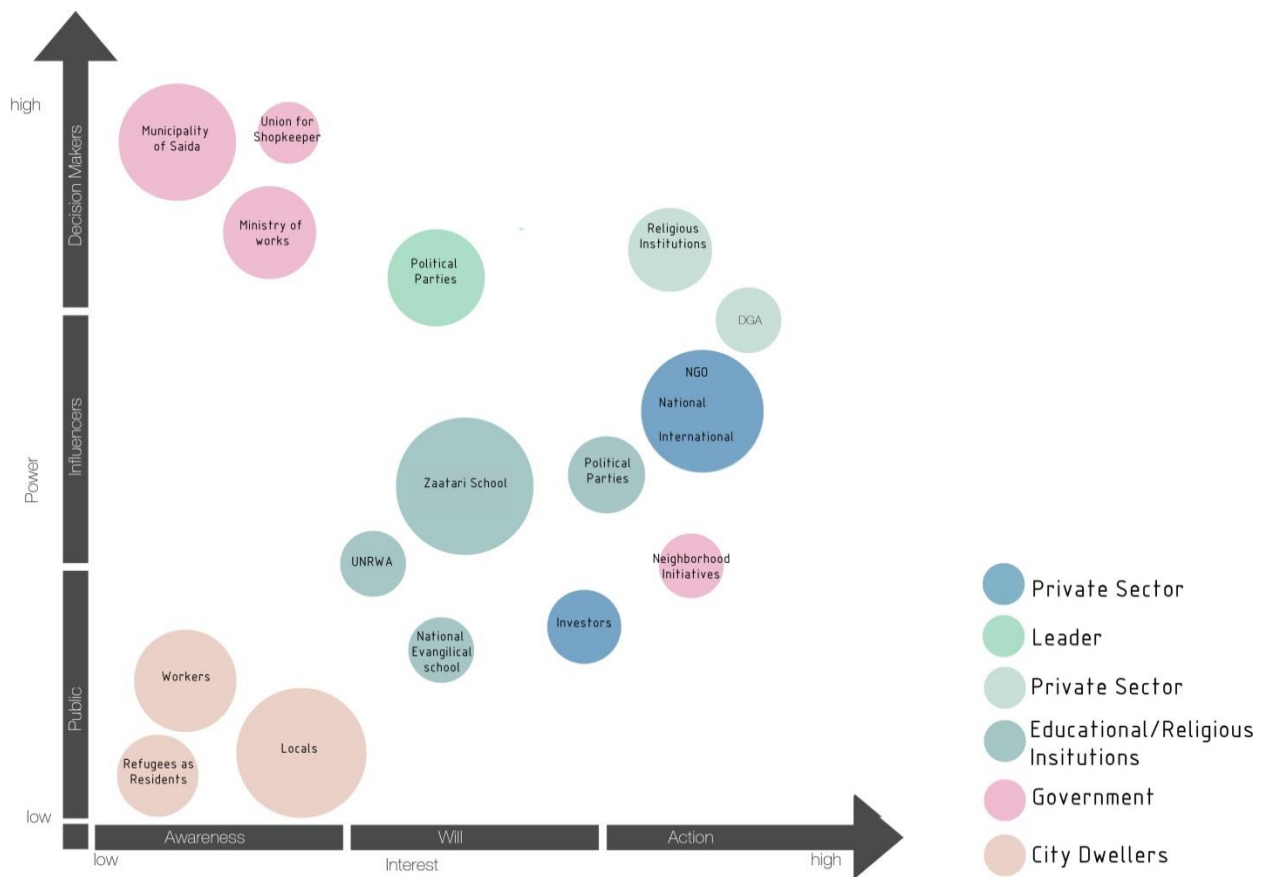 high
Decision Makers
Influencers
Public
Power
low
Municipality
of Saida
Union for
Shopkeeper
Ministry of
works
Political
Parties
Religious
Institutions
DGA
NGO
National
International
Zaatari School
Political
Parties
UNRWA
Neighborhood
Initiatives
National
Evangilical
school
Investors
Workers
Locals
Refugees as
Residents
Awareness
Will
Action
low
Interest
high
Private Sector
Leader
Private Sector
Educational/Religious
Insitutions
Government
City Dwellers